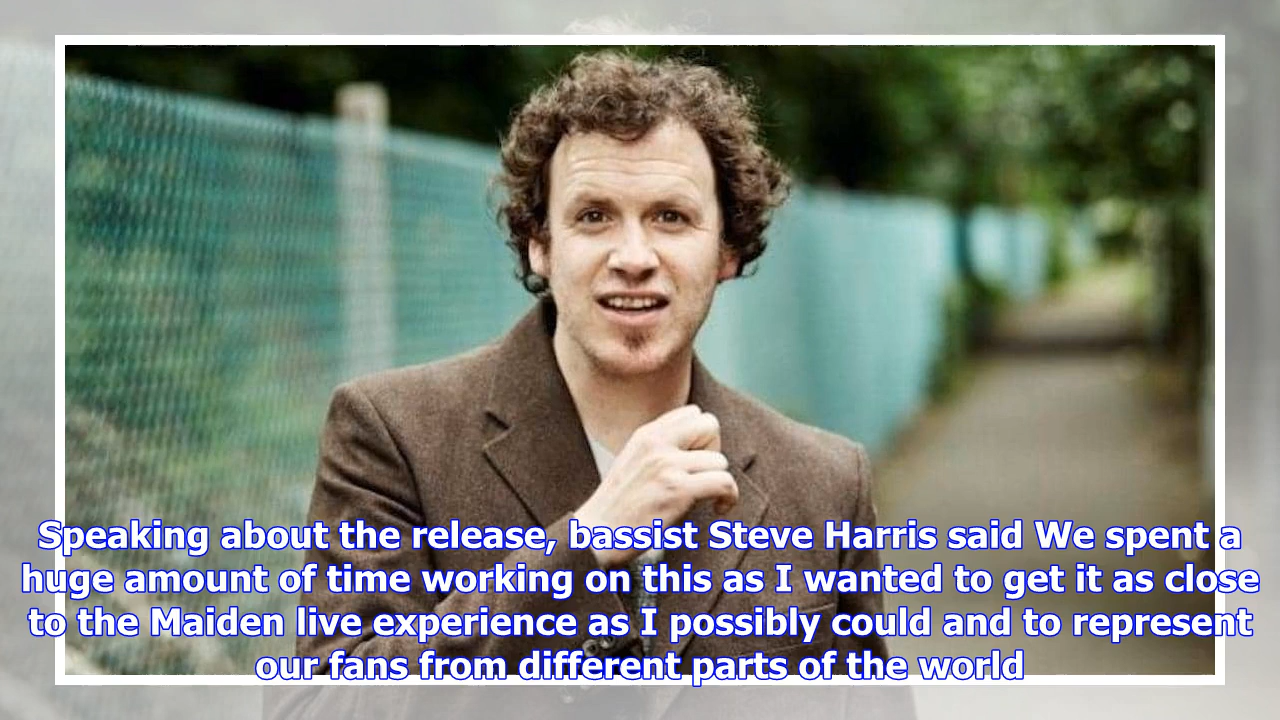 Speaking about the release, bassist Steve Harris said We spent a
huge amount of time working on this as I wanted to get it as close
to the Maiden live experience as I possibly could and to represent
our fans from different parts of the world